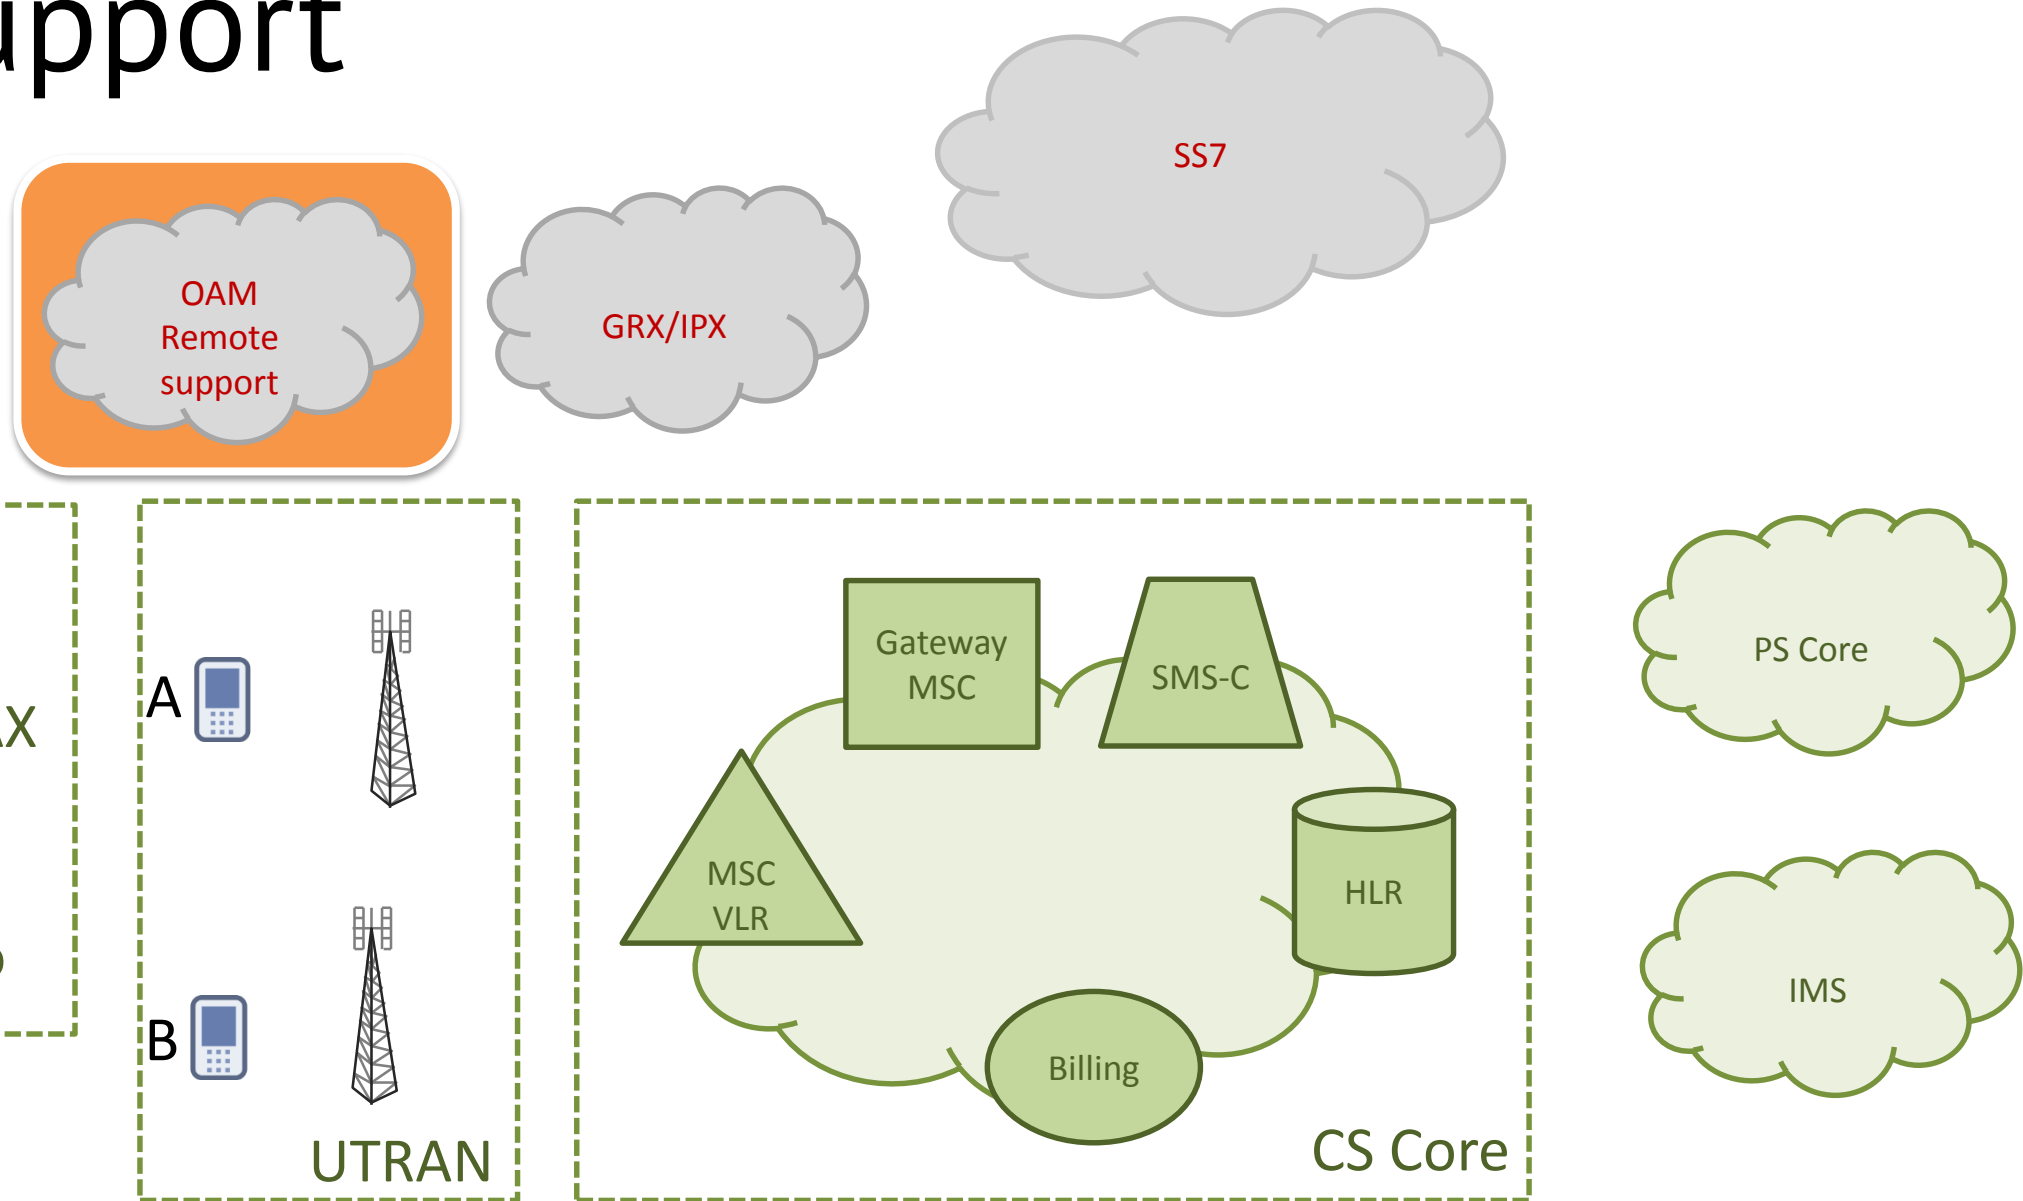 SS7
OAM
Remote
support
GRX/IPX
Gateway
MSC
SMS-C
PS Core
A
MSC
VLR
HLR
IMS
B
Billing
UTRAN
CS Core